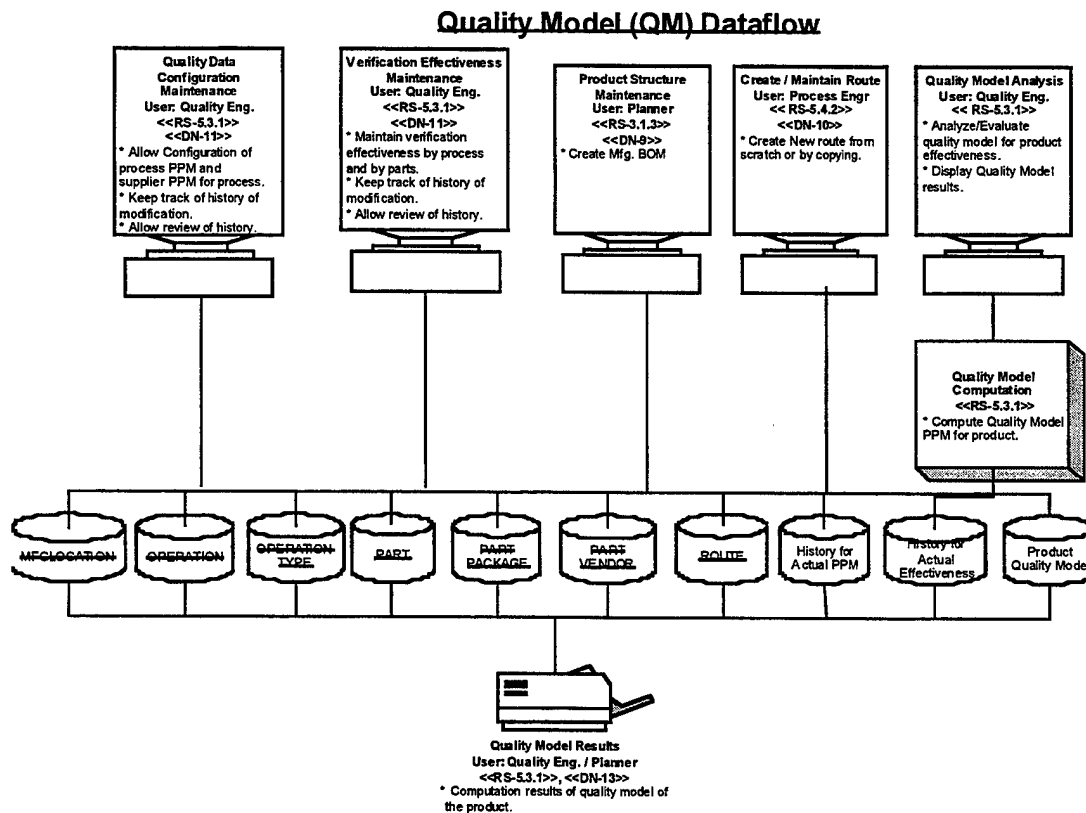 Quality Model (QM) Dataflow
Quality Data
Configuration
Maintenance
User: Quality Eng.
<<RS-5.3.1>>
<<DN-11>>
* Allow Configuration of
process PPM and
supplier PPM for process.
* Keep track of history of
modification.
* Allow review of history.
Verification Effectiveness
Maintenance
User: Quality Eng.
<<RS-5.3.1>>
<<DN-11>>
* Maintain verification
effectiveness by process
and by parts.
* Keep track of history of
modification.
* Allow review of history.
Product Structure
Maintenance
User: Planner
<<RS-3.1.3>>
<<DN-9>>
* Create Mfg. BOM
Create / Maintain Route
User: Process Engr
<<RS-5.4.2>>
<<DN-10>>
* Create New route from
scratch or by copying.
Quality Model Analysis
User: Quality Eng.
<< RS-5.3.1>>
* Analyze/Evaluate
quality model for product
effectiveness.
* Display Quality Model
results.
Quality Model
Computation
<<RS-5.3.1>>
* Compute Quality Model
PPM for product.
MFGLOCATION
OPERATION
OPERATION
TYPE
PART
PART
PACKAGE
PART
VENDOR
ROUTE
History for
Actual PPM
History for
Actual
Effectiveness
Product
Quality Model
Quality Model Results
User: Quality Eng. / Planner
<<RS-5.3.1>>, <<DN-13>>
* Computation results of quality model of
the product.